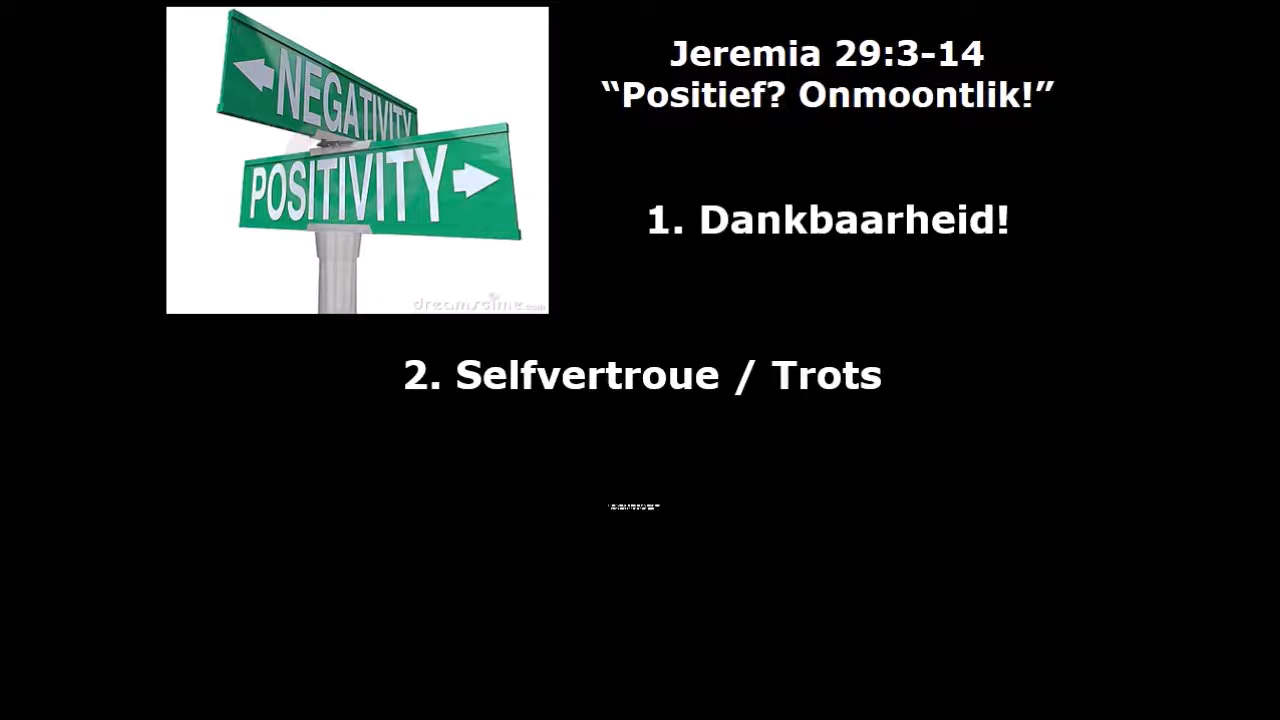 NEGATIVITY
POSITIVITY
dreamstime.com
Jeremia 29:3-14
“Positief? Onmoontlik!”
1. Dankbaarheid!
2. Selfvertroue / Trots